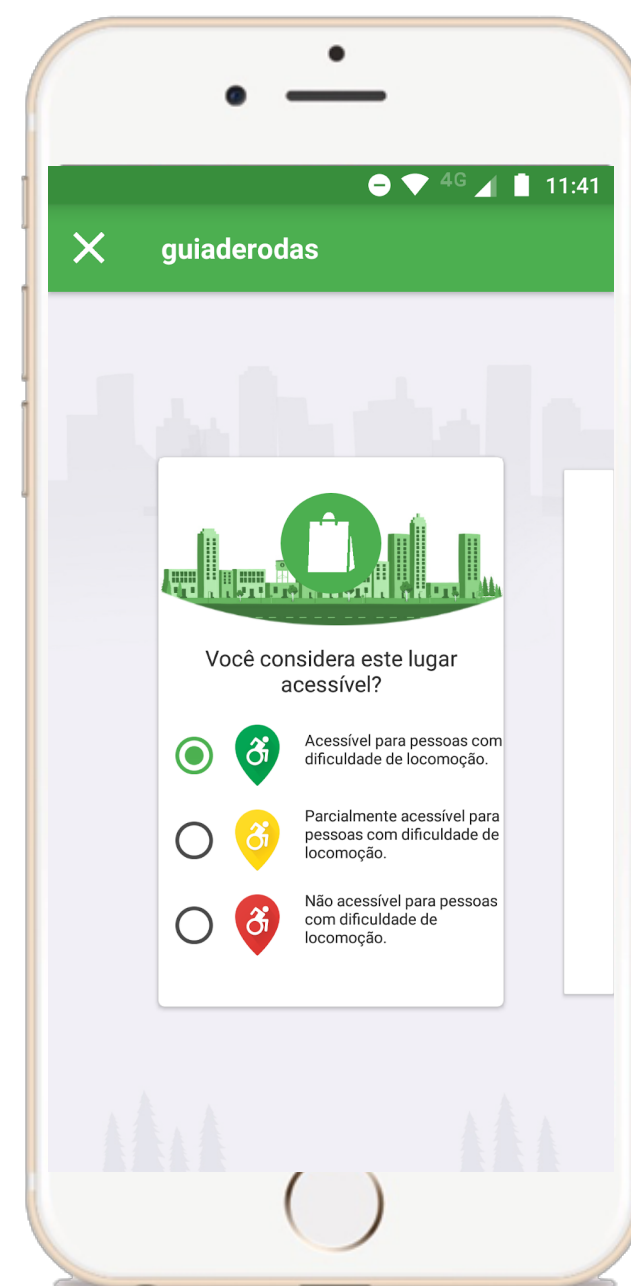 4G 11:41
guiaderodas
Você considera este lugar
acessível?
Acessível para pessoas com
dificuldade de locomoção.
Parcialmente acessível para
pessoas com dificuldade de
locomoção.
Não acessível para pessoas
com dificuldade de
locomoção.